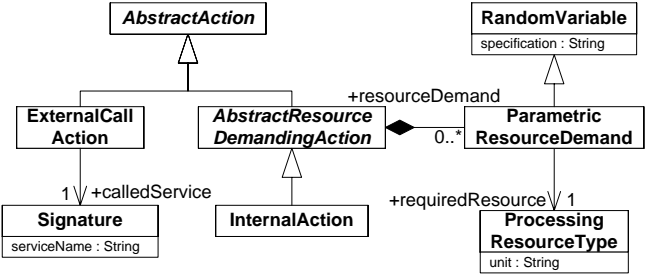 AbstractAction
RandomVariable
specification : String
+resourceDemand
ExternalCall
Action
AbstractResource
DemandingAction
0..*
Parametric
ResourceDemand
1
+calledService
+requiredResource
1
Signature
serviceName : String
InternalAction
Processing
ResourceType
unit : String